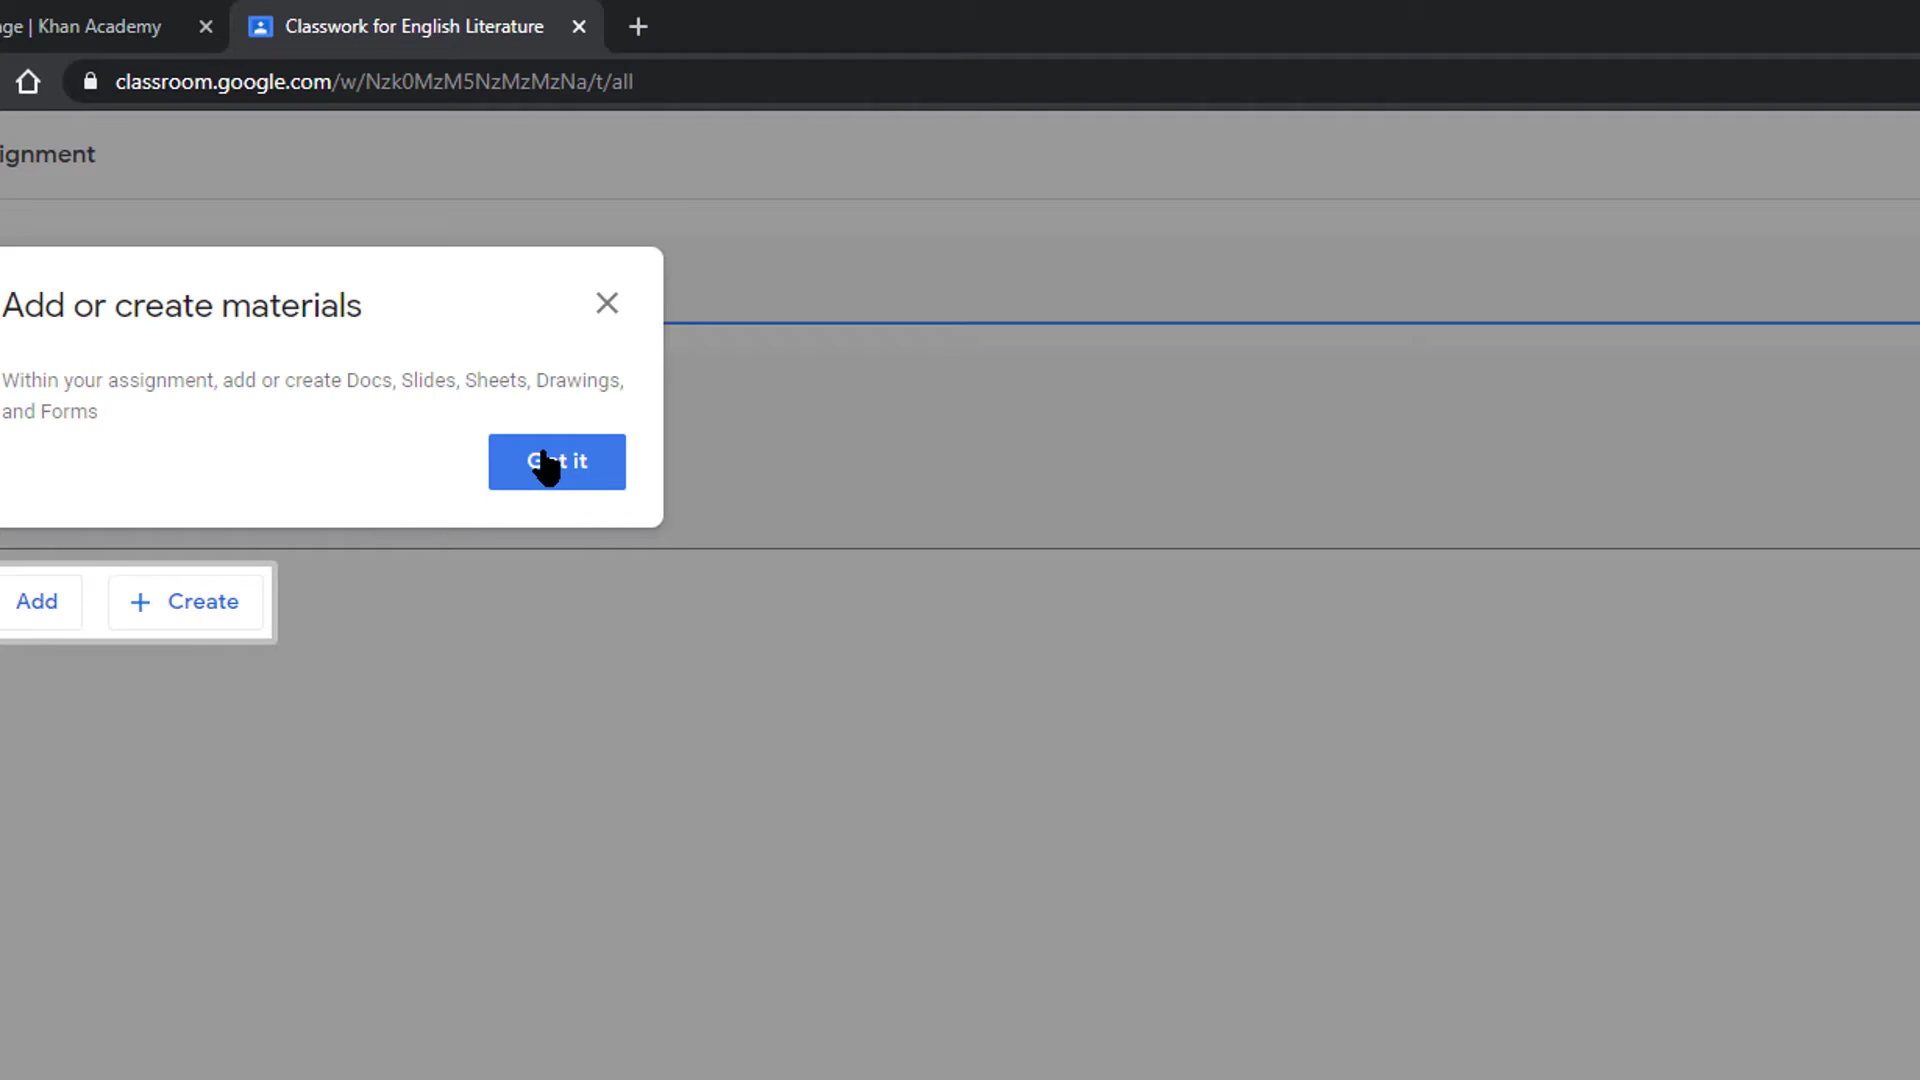 ge | Khan Academy
Classwork for English Literature
classroom.google.com/w/Nzk0MzM5NzMzMzNa/t/all
ignment
Add or create materials
Within your assignment, add or create Docs, Slides, Sheets, Drawings,
and Forms
Got it
Add
+ Create